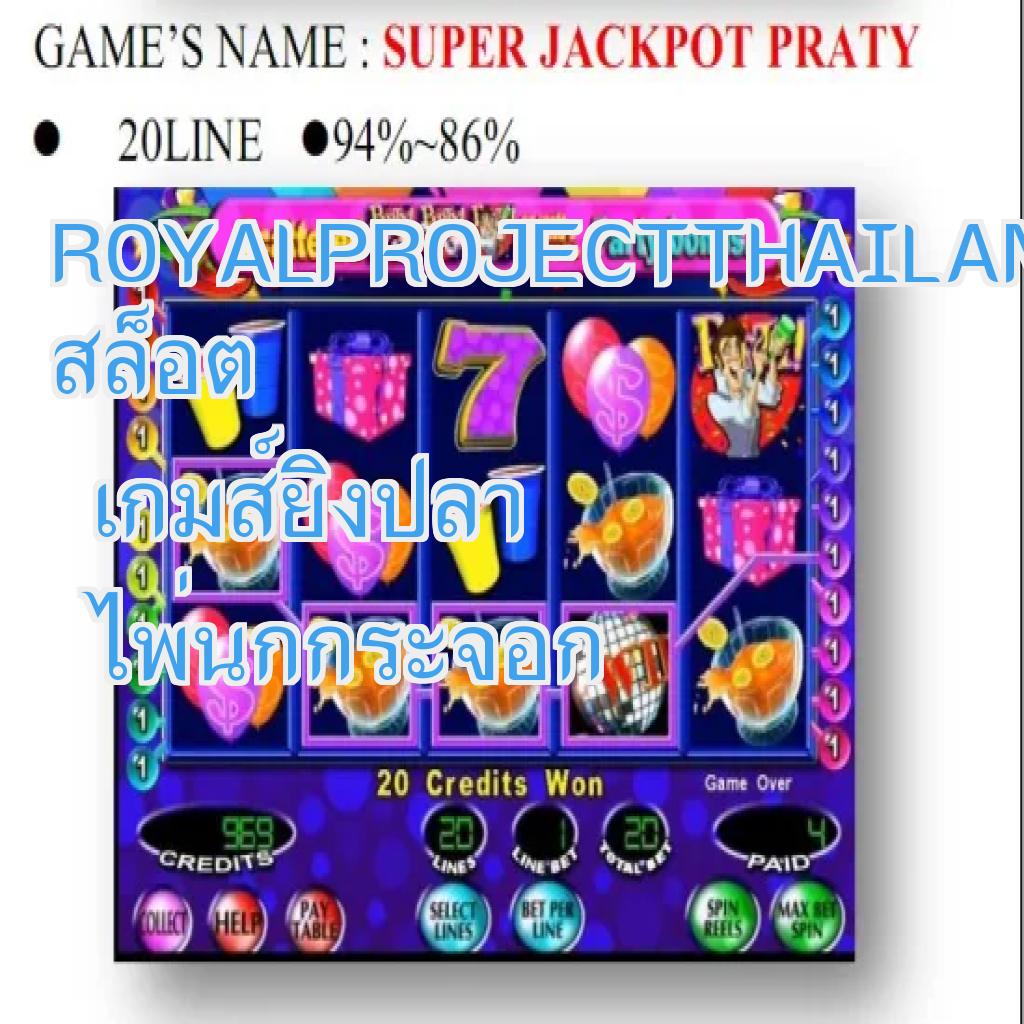 GAME'S NAME : SUPER JACKPOT PRATY
● 20LINE ●94%~86%
ROYALPROJECTTHAILAN
สล็อต
เกมส์ยิงปลา
ไพ่นกกระจอก
20 Credits Won
Game Over
969 20 1 20 4
CREDITS LINES LINE BET TOTAL BET PAID
COLLECT HELP PAY TABLE SELECT LINES BET PER LINE SPIN REELS MAX BET SPIN